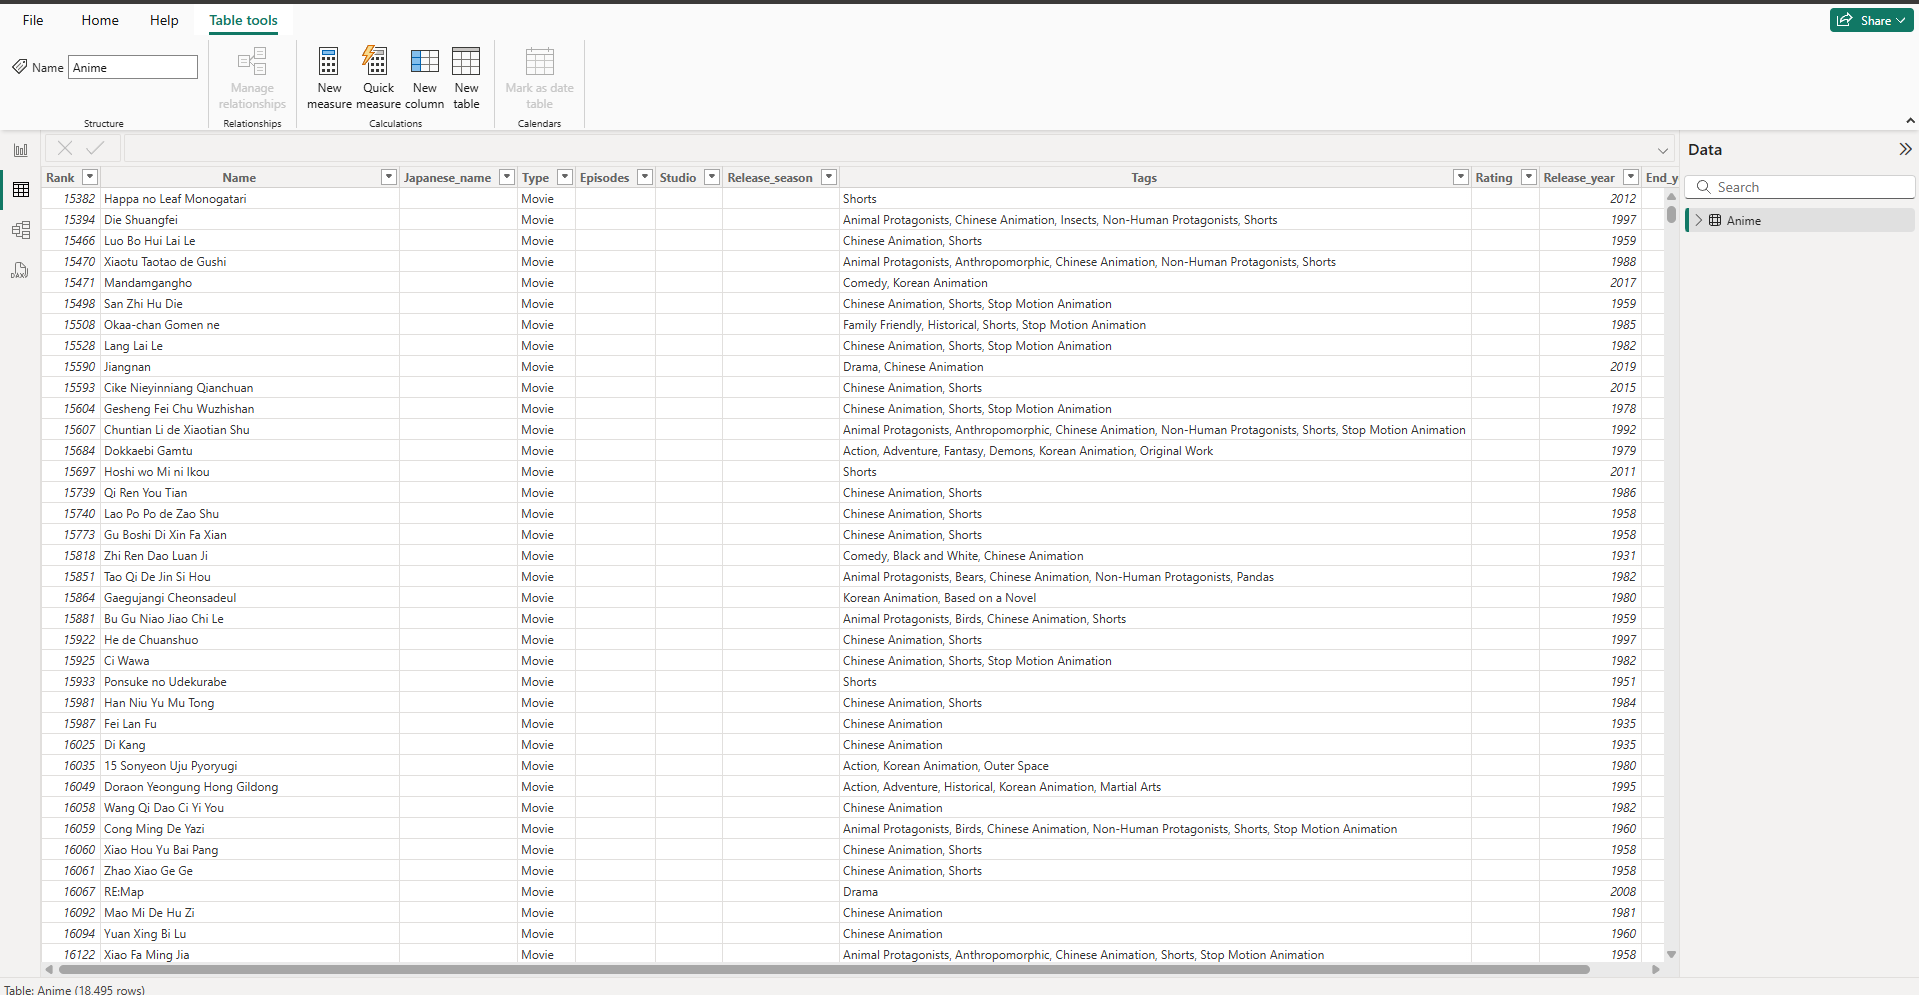 File Home Help Table tools Share
Name Anime
Manage relationships
New measure
Quick measure
New column
New table
Mark as date table
Structure Relationships Calculations Calendars
Data
Search
Anime
Rank Name Japanese_name Type Episodes Studio Release_season Tags Rating Release_year End_y
15382 Happa no Leaf Monogatari Movie Shorts 2012
15394 Die Shuangfei Movie Animal Protagonists, Chinese Animation, Insects, Non-Human Protagonists, Shorts 1997
15466 Luo Bo Hui Lai Le Movie Chinese Animation, Shorts 1959
15470 Xiaotu Taotao de Gushi Movie Animal Protagonists, Anthropomorphic, Chinese Animation, Non-Human Protagonists, Shorts 1988
15471 Mandamgangho Movie Comedy, Korean Animation 2017
15498 San Zhi Hu Die Movie Chinese Animation, Shorts, Stop Motion Animation 1959
15508 Okaa-chan Gomen ne Movie Family Friendly, Historical, Shorts, Stop Motion Animation 1985
15528 Lang Lai Le Movie Chinese Animation, Shorts, Stop Motion Animation 1982
15590 Jiangnan Movie Drama, Chinese Animation 2019
15593 Cike Nieyinniang Qianchuan Movie Chinese Animation, Shorts 2015
15604 Gesheng Fei Chu Wuzhishan Movie Chinese Animation, Shorts, Stop Motion Animation 1978
15607 Chuntian Li de Xiaotian Shu Movie Animal Protagonists, Anthropomorphic, Chinese Animation, Non-Human Protagonists, Shorts, Stop Motion Animation 1992
15684 Dokkaebi Gamtu Movie Action, Adventure, Fantasy, Demons, Korean Animation, Original Work 1979
15697 Hoshi wo Mi ni Ikou Movie Shorts 2011
15739 Qi Ren You Tian Movie Chinese Animation, Shorts 1986
15740 Lao Po Po de Zao Shu Movie Chinese Animation, Shorts 1958
15773 Gu Boshi Di Xin Fa Xian Movie Chinese Animation, Shorts 1958
15818 Zhi Ren Dao Luan Ji Movie Comedy, Black and White, Chinese Animation 1931
15851 Tao Qi De Jin Si Hou Movie Animal Protagonists, Bears, Chinese Animation, Non-Human Protagonists, Pandas 1982
15864 Gaegujangi Cheonsadeul Movie Korean Animation, Based on a Novel 1980
15881 Bu Gu Niao Jiao Chi Le Movie Animal Protagonists, Birds, Chinese Animation, Shorts 1959
15922 He de Chuanshuo Movie Chinese Animation, Shorts 1997
15925 Ci Wawa Movie Chinese Animation, Shorts, Stop Motion Animation 1982
15933 Ponsuke no Udekurabe Movie Shorts 1951
15981 Han Niu Yu Mu Tong Movie Chinese Animation, Shorts 1984
15987 Fei Lan Fu Movie Chinese Animation 1935
16025 Di Kang Movie Chinese Animation 1935
16035 15 Sonyeon Uju Pyoryugi Movie Action, Korean Animation, Outer Space 1980
16049 Doraon Yeongung Hong Gildong Movie Action, Adventure, Historical, Korean Animation, Martial Arts 1995
16058 Wang Qi Dao Ci Yi You Movie Chinese Animation 1982
16059 Cong Ming De Yazi Movie Animal Protagonists, Birds, Chinese Animation, Non-Human Protagonists, Shorts, Stop Motion Animation 1960
16060 Xiao Hou Yu Bai Pang Movie Chinese Animation, Shorts 1958
16061 Zhao Xiao Ge Ge Movie Chinese Animation, Shorts 1958
16067 RE:Map Movie Drama 2008
16092 Mao Mi De Hu Zi Movie Chinese Animation 1981
16094 Yuan Xing Bi Lu Movie Chinese Animation 1960
16122 Xiao Fa Ming Jia Movie Animal Protagonists, Anthropomorphic, Chinese Animation, Shorts, Stop Motion Animation 1958
Table: Anime (18,495 rows)